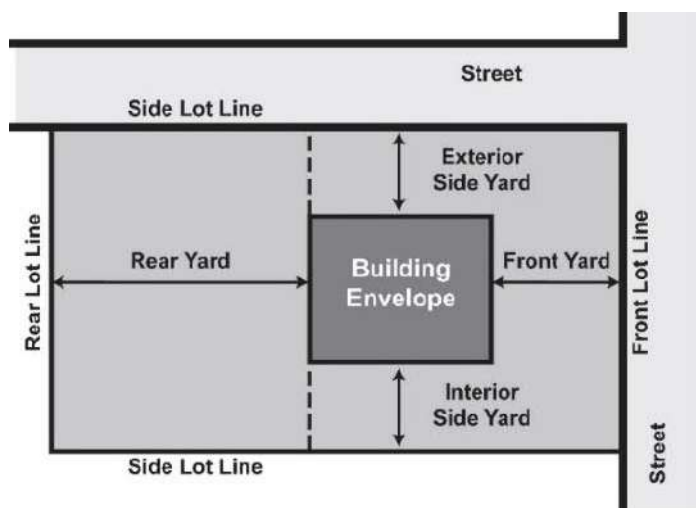 Street
Side Lot Line
Exterior
Side Yard
Rear Lot Line
Rear Yard
Building
Envelope
Front Yard
Front Lot Line
Interior
Side Yard
Side Lot Line
Street